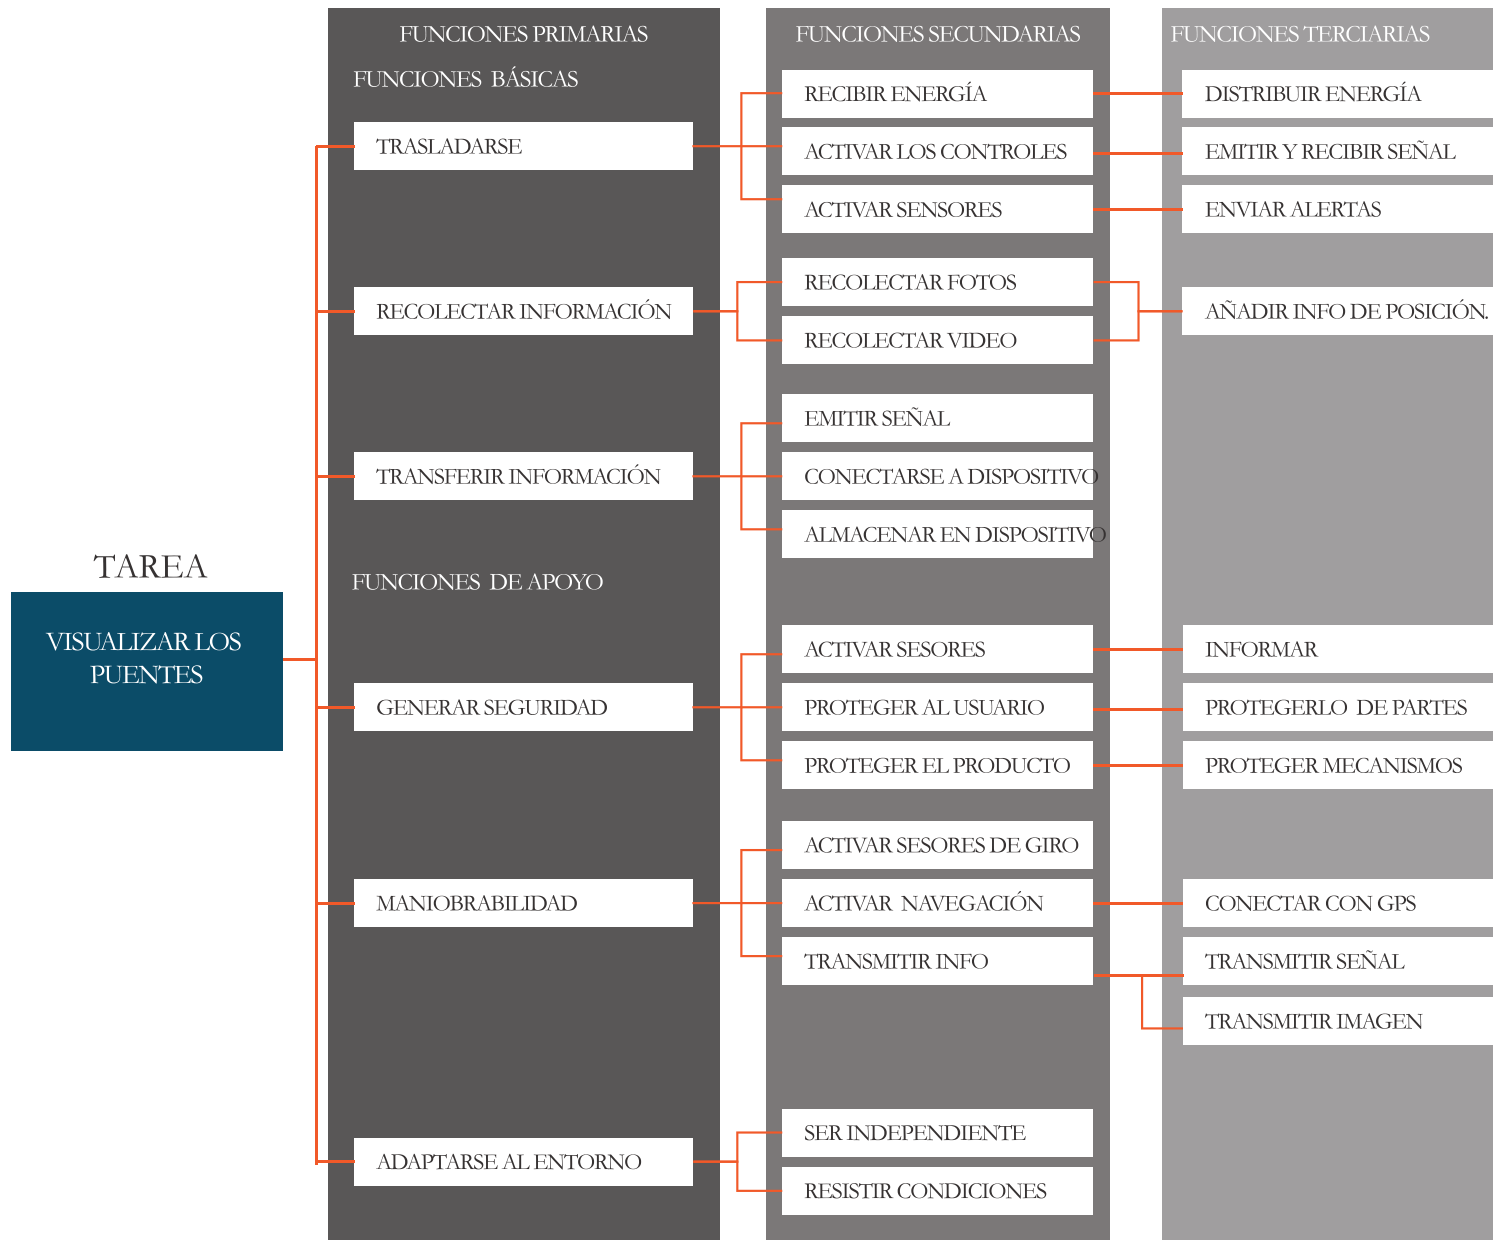 FUNCIONES PRIMARIAS
FUNCIONES SECUNDARIAS
FUNCIONES TERCIARIAS
FUNCIONES BÁSICAS
TRASLADARSE
RECIBIR ENERGÍA
DISTRIBUIR ENERGÍA
ACTIVAR LOS CONTROLES
EMITIR Y RECIBIR SEÑAL
ACTIVAR SENSORES
ENVIAR ALERTAS
RECOLECTAR INFORMACIÓN
RECOLECTAR FOTOS
RECOLECTAR VIDEO
AÑADIR INFO DE POSICIÓN.
TRANSFERIR INFORMACIÓN
EMITIR SEÑAL
CONECTARSE A DISPOSITIVO
ALMACENAR EN DISPOSITIVO
TAREA
VISUALIZAR LOS
PUENTES
FUNCIONES DE APOYO
GENERAR SEGURIDAD
ACTIVAR SESORES
INFORMAR
PROTEGER AL USUARIO
PROTEGERLO DE PARTES
PROTEGER EL PRODUCTO
PROTEGER MECANISMOS
MANIOBRABILIDAD
ACTIVAR SESORES DE GIRO
ACTIVAR NAVEGACIÓN
CONECTAR CON GPS
TRANSMITIR INFO
TRANSMITIR SEÑAL
TRANSMITIR IMAGEN
ADAPTARSE AL ENTORNO
SER INDEPENDIENTE
RESISTIR CONDICIONES